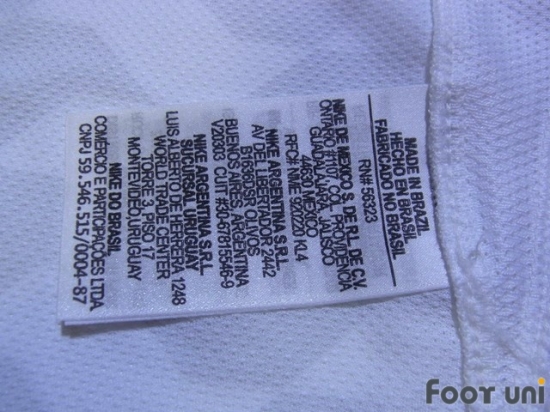 MADE IN BRAZIL
HECHO EN BRASIL
FABRICADO NO BRASIL
RN# 56323
NIKE DE MEXICO S. DE R.L. DE C.V.
ONTARIO #1107, COL. PROVIDENCIA
GUADALAJARA, JALISCO
44630 MEXICO
RFC# NME 920220 KL4
NIKE ARGENTINA S.R.L.
AV DEL LIBERTADOR 2442
B1636DSR OLIVOS
BUENOS AIRES, ARGENTINA
V20303 CUIT #30-67815546-9
NIKE ARGENTINA S.R.L.
SUCURSAL URUGUAY
LUIS ALBERTO DE HERRERA 1248
WORLD TRADE CENTER
TORRE 3, PISO 17
MONTEVIDEO, URUGUAY
NIKE DO BRASIL
COMERCIO E PARTICIPAÇOES LTDA
CNPJ 59.546.515/0004-87
FOOT uni